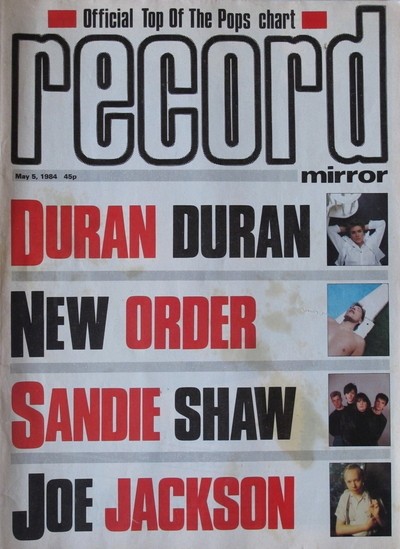 Official Top Of The Pops chart
record
May 5, 1984 45p
mirror
DURAN DURAN
NEW ORDER
SANDIE SHAW
JOE JACKSON